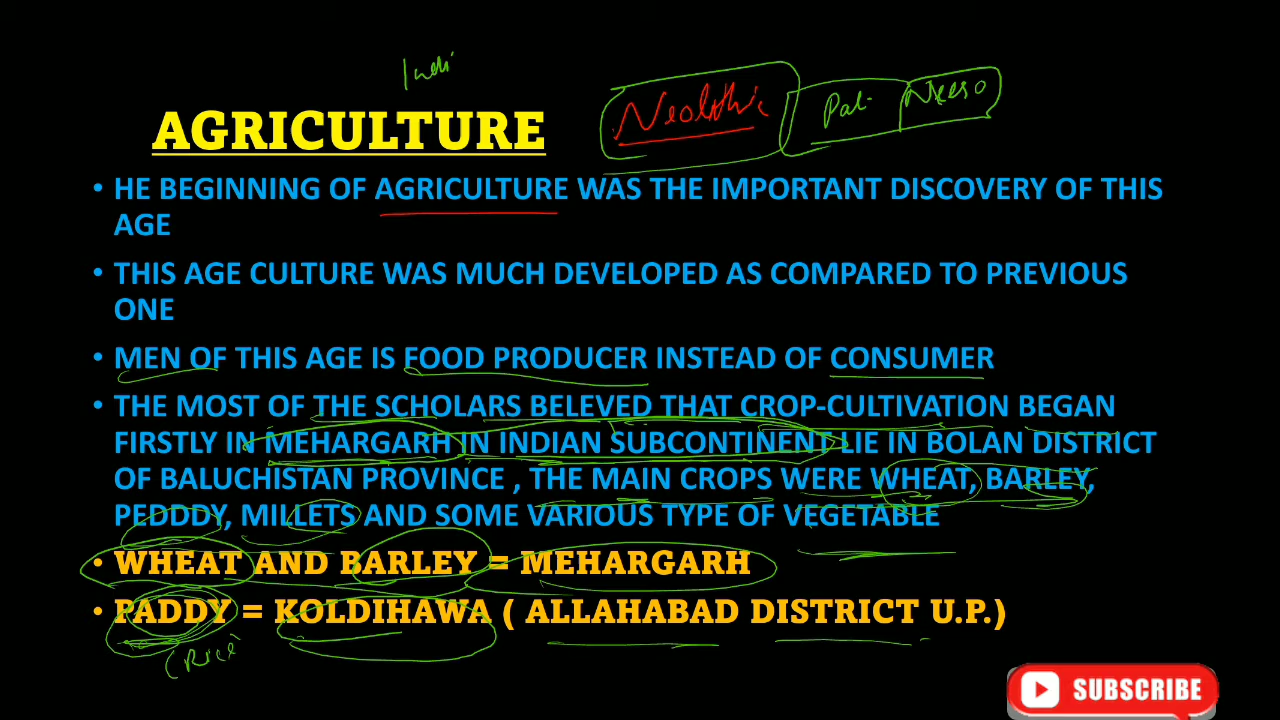 Indi
Neolithic
Pal
AGRICULTURE
• HE BEGINNING OF AGRICULTURE WAS THE IMPORTANT DISCOVERY OF THIS
AGE
• THIS AGE CULTURE WAS MUCH DEVELOPED AS COMPARED TO PREVIOUS
ONE
• MEN OF THIS AGE IS FOOD PRODUCER INSTEAD OF CONSUMER
• THE MOST OF THE SCHOLARS BELEVED THAT CROP-CULTIVATION BEGAN
FIRSTLY IN MEHARGARH IN INDIAN SUBCONTINENT LIE IN BOLAN DISTRICT
OF BALUCHISTAN PROVINCE , THE MAIN CROPS WERE WHEAT, BARLEY,
PEDDDY, MILLETS AND SOME VARIOUS TYPE OF VEGETABLE
• WHEAT AND BARLEY = MEHARGARH
• PADDY = KOLDIHAWA ( ALLAHABAD DISTRICT U.P.)
(Rice
SUBSCRIBE